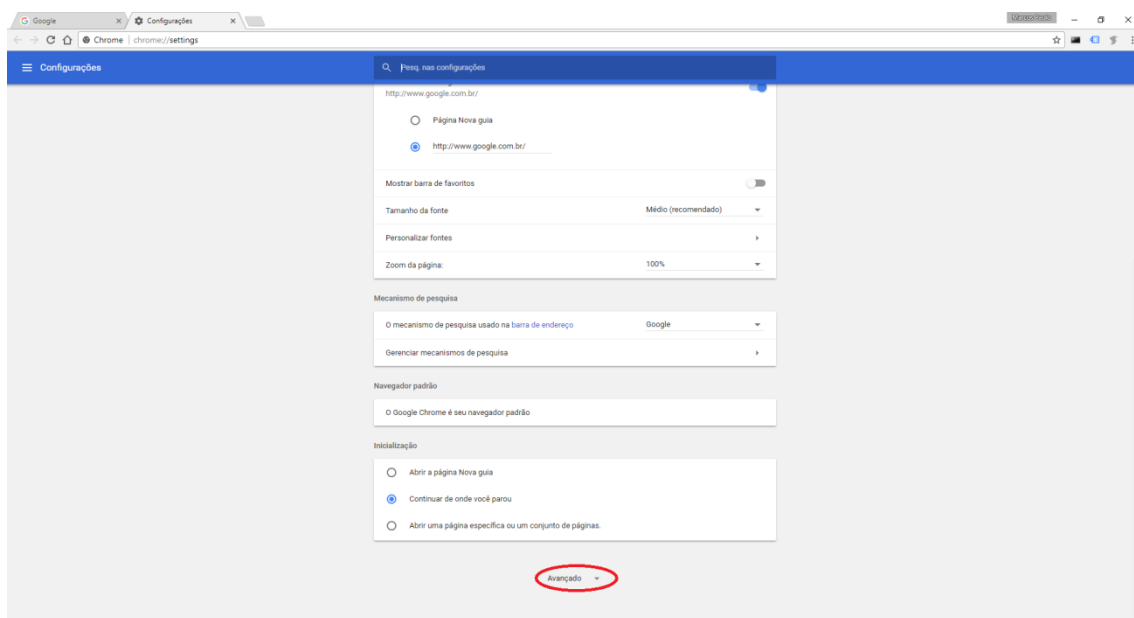 Google
Configurações
Chrome | chrome://settings
Configurações
Pesq. nas configurações
http://www.google.com.br/
Página Nova guia
http://www.google.com.br/
Mostrar barra de favoritos
Tamanho da fonte Médio (recomendado)
Personalizar fontes
Zoom da página: 100%
Mecanismo de pesquisa
O mecanismo de pesquisa usado na barra de endereço Google
Gerenciar mecanismos de pesquisa
Navegador padrão
O Google Chrome é seu navegador padrão
Inicialização
Abrir a página Nova guia
Continuar de onde você parou
Abrir uma página específica ou um conjunto de páginas.
Avançado